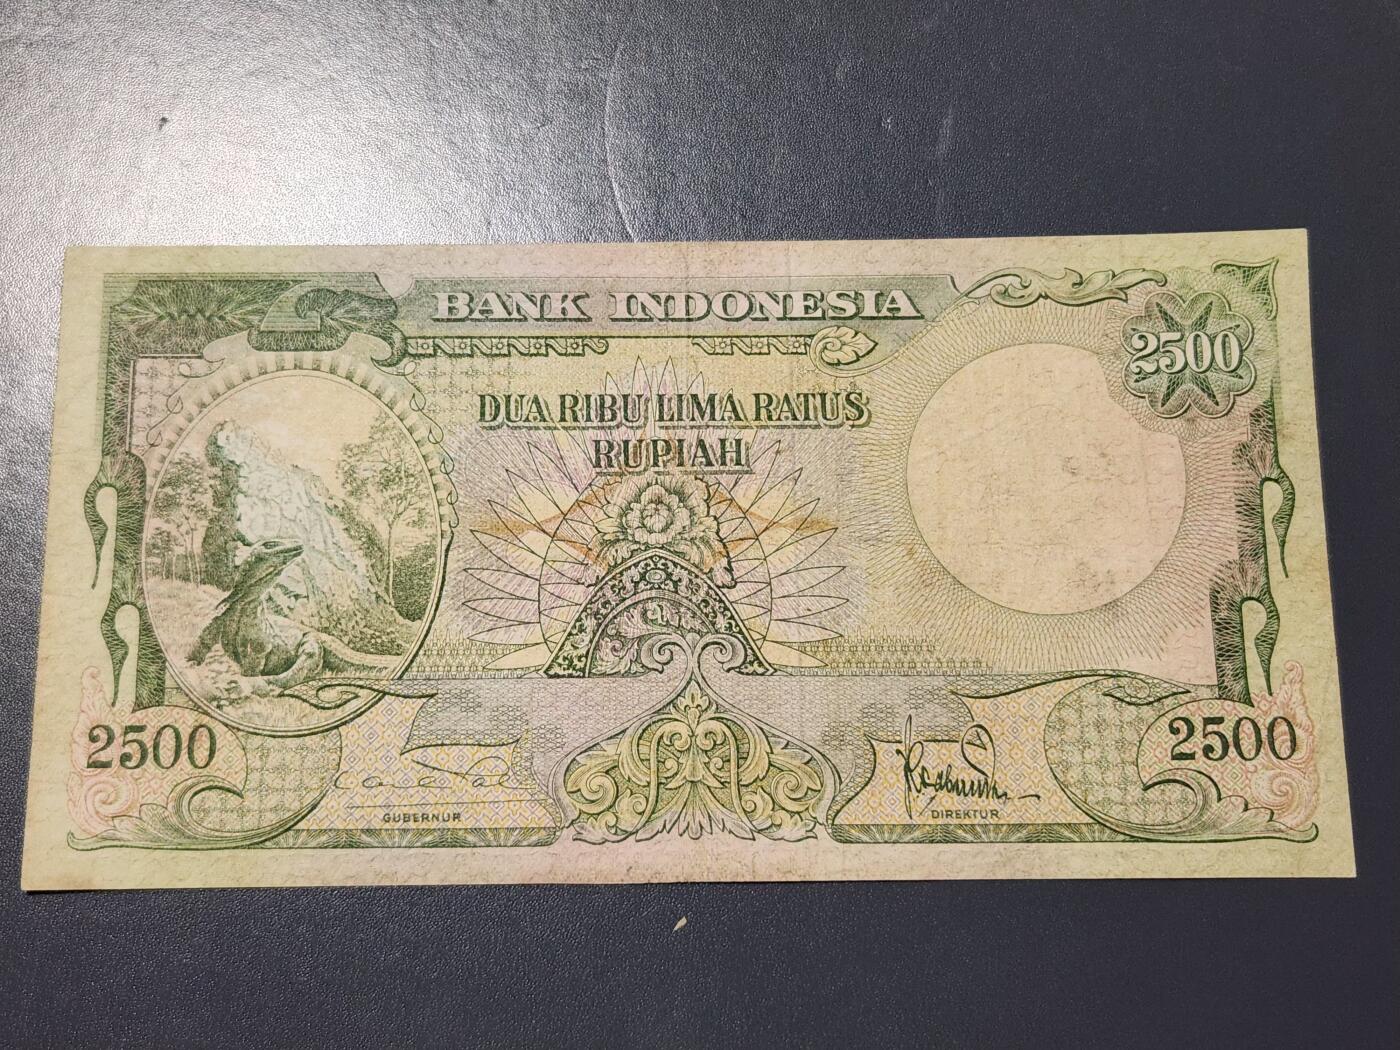 BANK INDONESIA
2500
DUA RIBU LIMA RATUS
RUPIAH
2500
2500
GUBERNUR
DIREKTUR